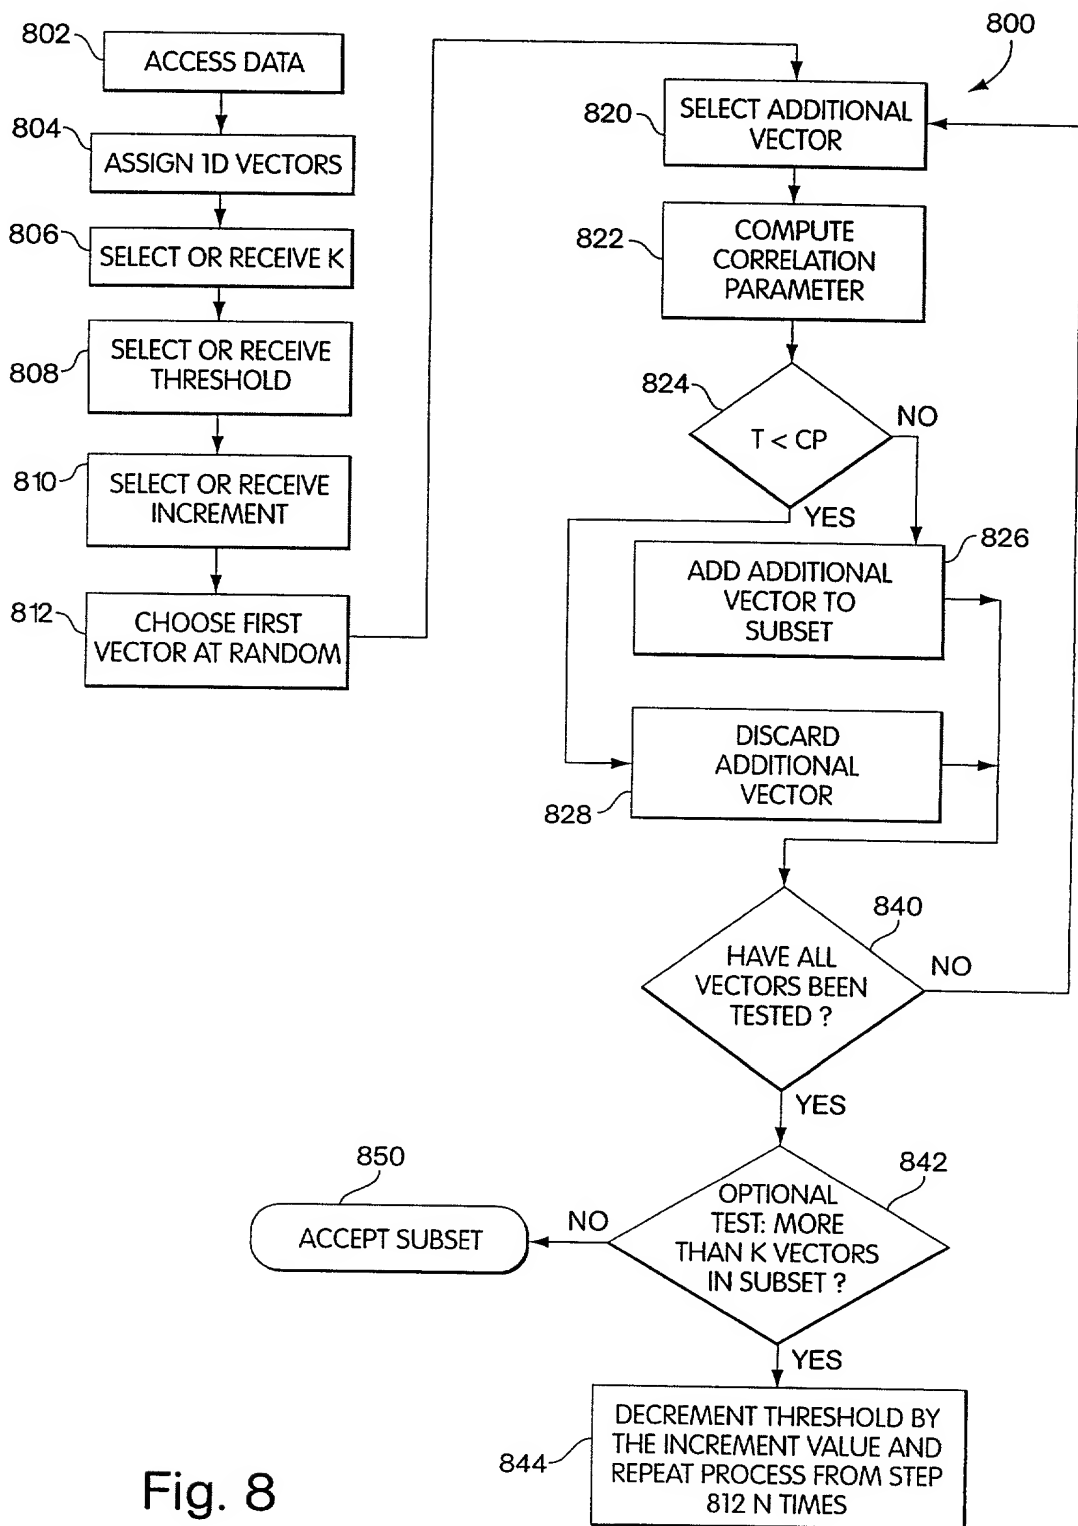 802
ACCESS DATA
804
ASSIGN 1D VECTORS
806
SELECT OR RECEIVE K
808
SELECT OR RECEIVE
THRESHOLD
810
SELECT OR RECEIVE
INCREMENT
812
CHOOSE FIRST
VECTOR AT RANDOM
800
820
SELECT ADDITIONAL
VECTOR
822
COMPUTE
CORRELATION
PARAMETER
824
T < CP
NO
YES
826
ADD ADDITIONAL
VECTOR TO
SUBSET
DISCARD
ADDITIONAL
VECTOR
828
840
HAVE ALL
VECTORS BEEN
TESTED ?
NO
YES
842
OPTIONAL
TEST: MORE
THAN K VECTORS
IN SUBSET ?
NO
850
ACCEPT SUBSET
YES
844
DECREMENT THRESHOLD BY
THE INCREMENT VALUE AND
REPEAT PROCESS FROM STEP
812 N TIMES
Fig. 8